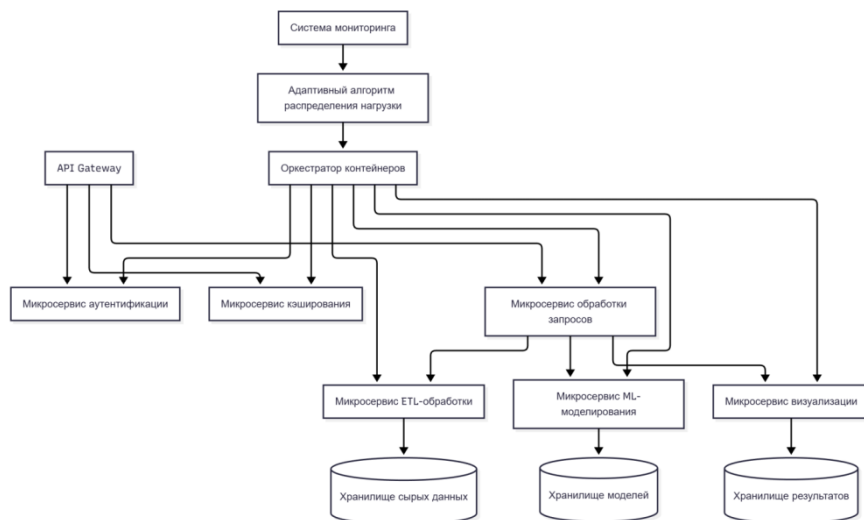 Система мониторинга
Адаптивный алгоритм
распределения нагрузки
API Gateway
Оркестратор контейнеров
Микросервис аутентификации
Микросервис кэширования
Микросервис обработки
запросов
Микросервис ETL-обработки
Микросервис ML-
моделирования
Микросервис визуализации
Хранилище сырых данных
Хранилище моделей
Хранилище результатов